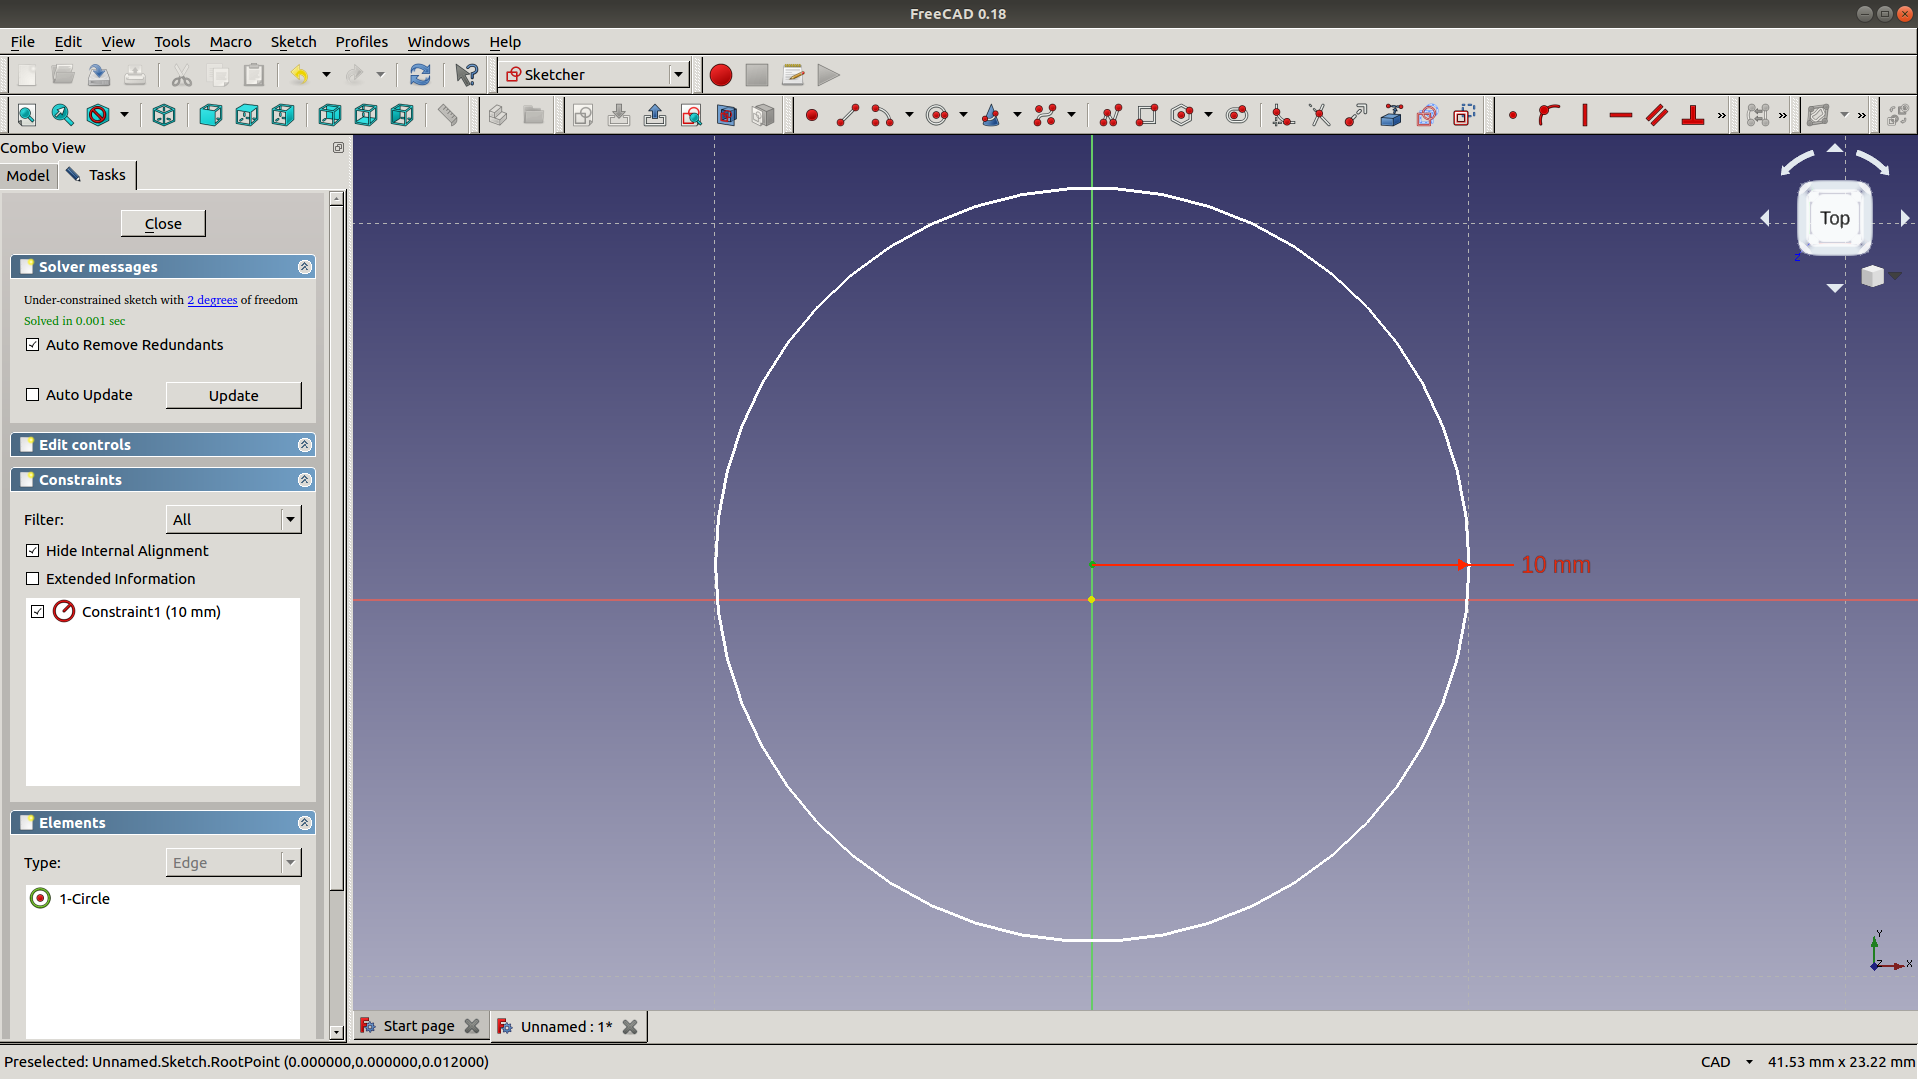 FreeCAD 0.18
File Edit View Tools Macro Sketch Profiles Windows Help
Sketcher
Combo View
Model Tasks
Close
Solver messages
Under-constrained sketch with 2 degrees of freedom
Solved in 0.001 sec
Auto Remove Redundants
Auto Update Update
Edit controls
Constraints
Filter: All
Hide Internal Alignment
Extended Information
Constraint1 (10 mm)
Elements
Type: Edge
1-Circle
Top
Z
10 mm
Y
Z X
Start page Unnamed : 1*
Preselected: Unnamed.Sketch.RootPoint (0.000000,0.000000,0.012000) CAD 41.53 mm x 23.22 mm